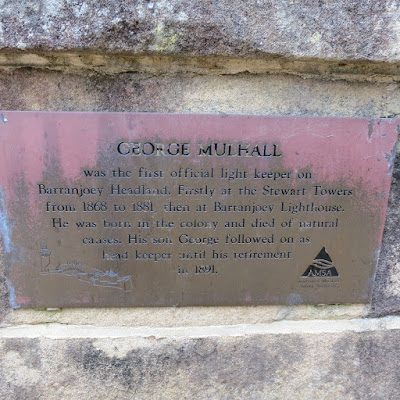 GEORGE MULHALL
was the first official light keeper on
Barranjoey Headland. Firstly at the Stewart Towers
from 1868 to 1881, then at Barranjoey Lighthouse.
He was born in the colony and died of natural
causes. His son George followed on as
head keeper until his retirement
in 1891.
AMSA